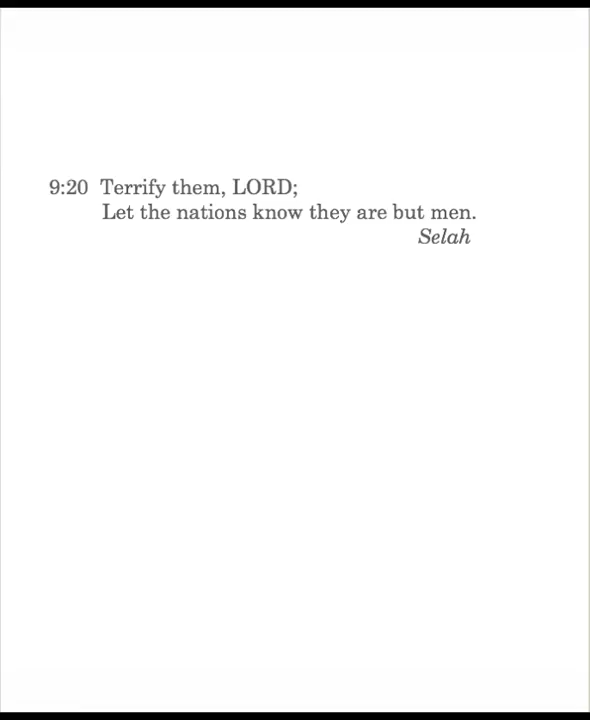 9:20 Terrify them, LORD;
Let the nations know they are but men.
Selah